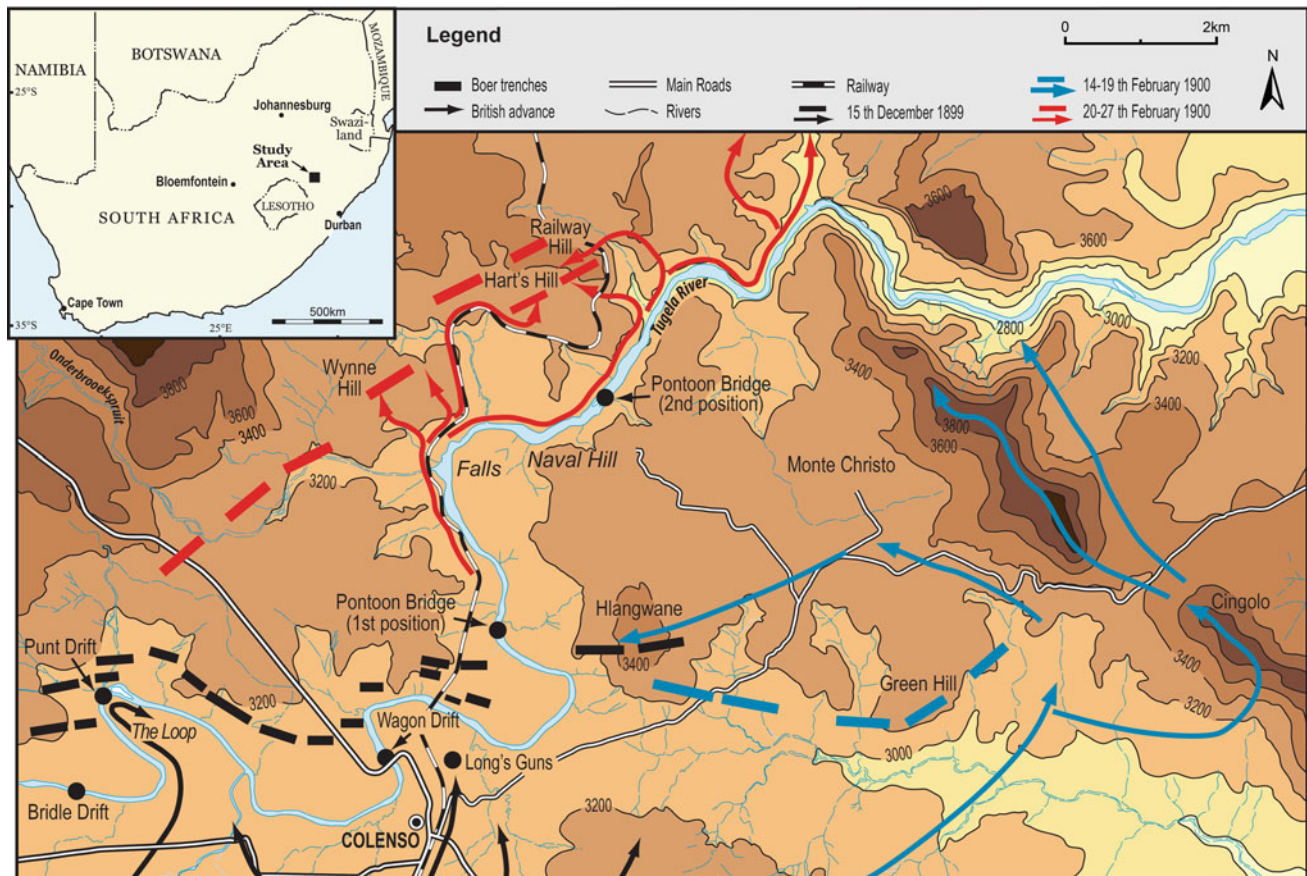 NAMIBIA
BOTSWANA
MOZAMBIQUE
25°S
Johannesburg
Swazi-
land
Study
Area
Bloemfontein
LESOTHO
SOUTH AFRICA
Durban
Cape Town
500km
35°S
25°E
Legend
0 2km
N
Boer trenches
Main Roads
Railway
14-19 th February 1900
British advance
Rivers
15 th December 1899
20-27 th February 1900
Railway
Hill
3600
Hart's Hill
3600
Tugela River
3000
2800
3200
Onderbrooekspruit
3800
Wynne
Hill
3400
3600
3400
Pontoon Bridge
(2nd position)
3800
3600
3400
Falls
Naval Hill
Monte Christo
3200
Pontoon Bridge
(1st position)
Hlangwane
Cingolo
3400
3400
Punt Drift
3200
Green Hill
3200
The Loop
Wagon Drift
3000
Long's Guns
Bridle Drift
3200
COLENSO